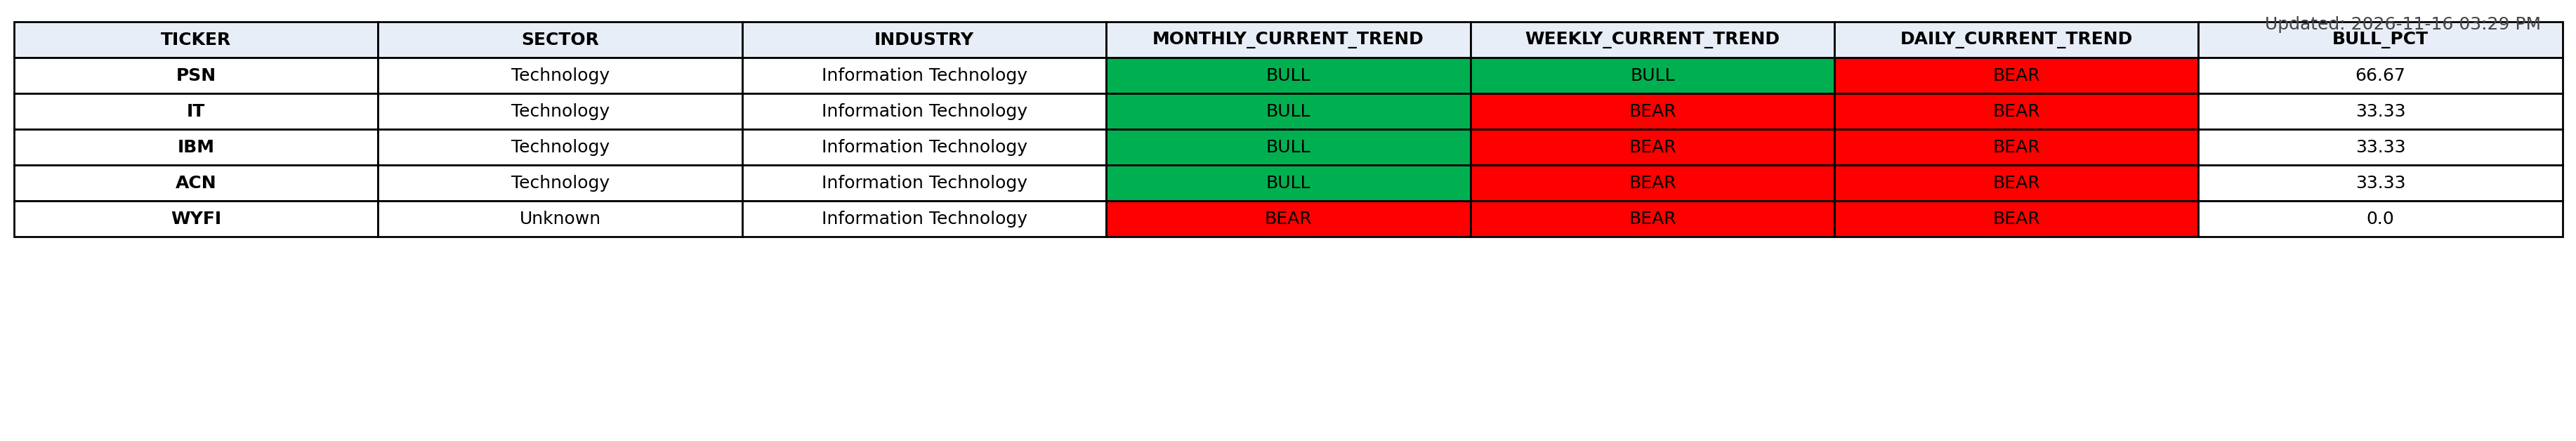 Updated: 2026-11-16 03:29 PM
TICKER SECTOR INDUSTRY MONTHLY_CURRENT_TREND WEEKLY_CURRENT_TREND DAILY_CURRENT_TREND BULL_PCT
PSN Technology Information Technology BULL BULL BEAR 66.67
IT Technology Information Technology BULL BEAR BEAR 33.33
IBM Technology Information Technology BULL BEAR BEAR 33.33
ACN Technology Information Technology BULL BEAR BEAR 33.33
WYFI Unknown Information Technology BEAR BEAR BEAR 0.0